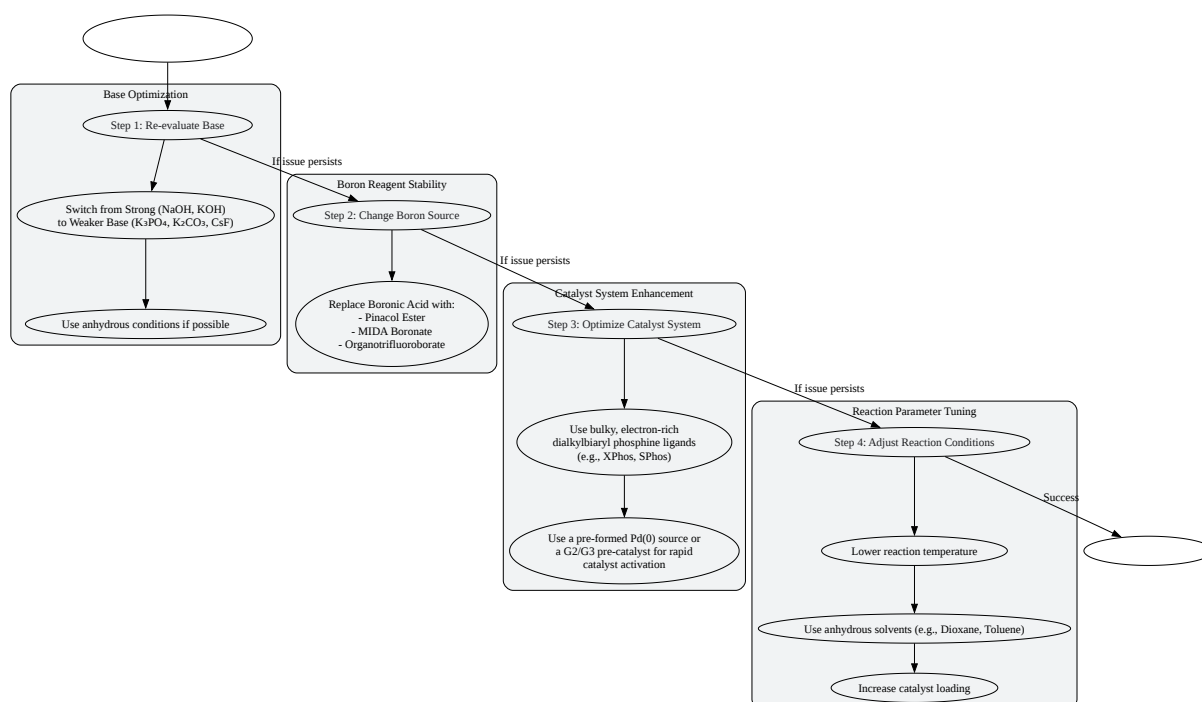 Base Optimization
Step 1: Re-evaluate Base
If issue persists
Switch from Strong (NaOH, KOH)
to Weaker Base (K₃PO₄, K₂CO₃, CsF)
Use anhydrous conditions if possible
Boron Reagent Stability
Step 2: Change Boron Source
If issue persists
Replace Boronic Acid with:
- Pinacol Ester
- MIDA Boronate
- Organotrifluoroborate
Catalyst System Enhancement
Step 3: Optimize Catalyst System
If issue persists
Use bulky, electron-rich
dialkylbiaryl phosphine ligands
(e.g., XPhos, SPhos)
Use a pre-formed Pd(0) source or
a G2/G3 pre-catalyst for rapid
catalyst activation
Reaction Parameter Tuning
Step 4: Adjust Reaction Conditions
Success
Lower reaction temperature
Use anhydrous solvents (e.g., Dioxane, Toluene)
Increase catalyst loading